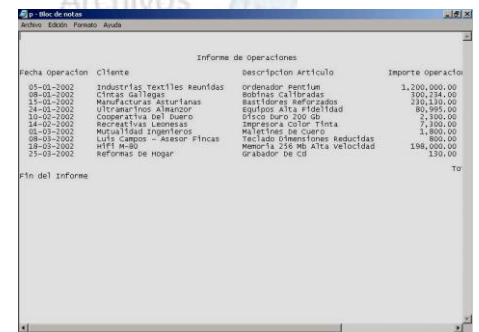 Archivos
p - Bloc de notas
Archivo Edición Formato Ayuda
Informe de Operaciones
Fecha Operacion Cliente Descripcion Articulo Importe Operacion
05-01-2002 Industrias Textiles Reunidas Ordenador Pentium 1,200,000.00
08-01-2002 Cintas Gallegas Bobinas Calibradas 300,234.00
15-01-2002 Manufacturas Asturianas Bastidores Reforzados 230,130.00
24-01-2002 Ultramarinos Almanzor Equipos Alta Fidelidad 80,995.00
10-02-2002 Cooperativa Del Duero Disco Duro 200 Gb 2,300.00
14-02-2002 Recreativas Leonesas Impresora Color Tinta 7,300.00
01-03-2002 Mutualidad Ingenieros Maletines De Cuero 1,800.00
08-03-2002 Luis Campos - Asesor Fincas Teclado Dimensiones Reducidas 800.00
18-03-2002 Hifi M-80 Memoria 256 Mb Alta Velocidad 198,000.00
25-03-2002 Reformas De Hogar Grabador De Cd 130.00
To
Fin del Informe